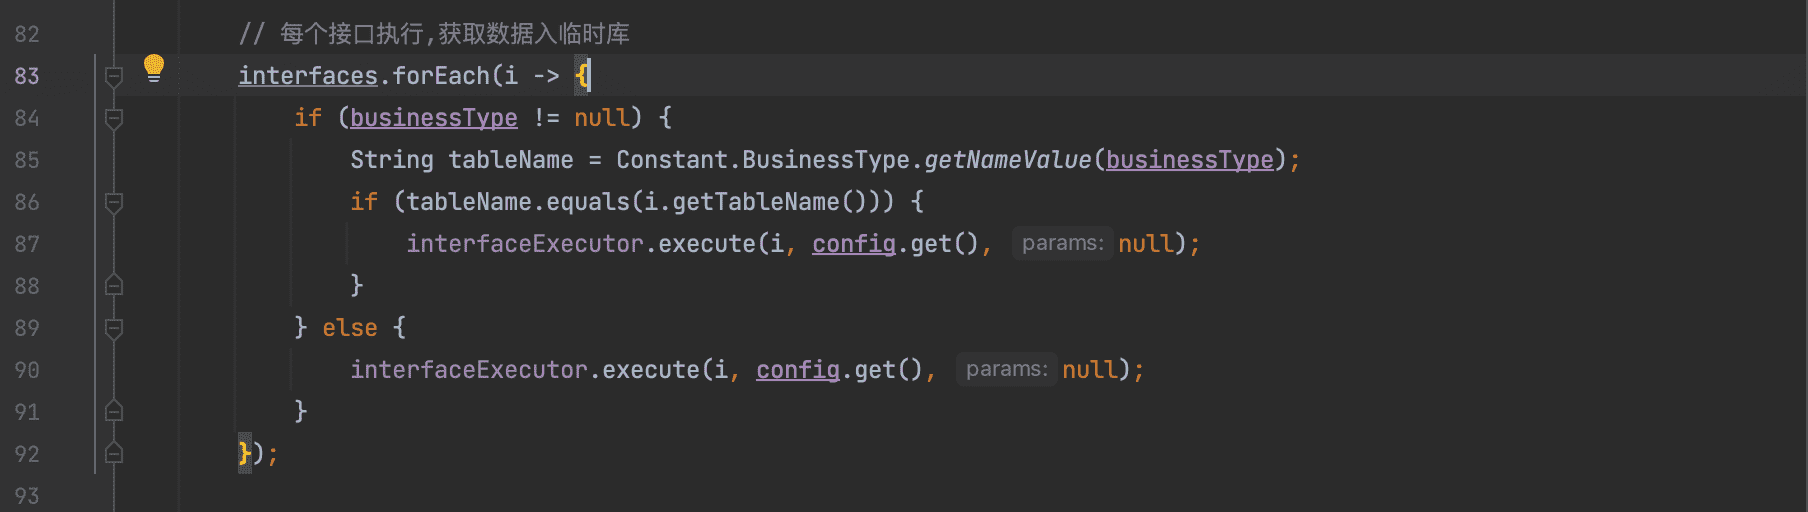 82 // 每个接口执行,获取数据入临时库
83 interfaces.forEach(i -> {
84 if (businessType != null) {
85 String tableName = Constant.BusinessType.getNameValue(businessType);
86 if (tableName.equals(i.getTableName())) {
87 interfaceExecutor.execute(i, config.get(), params: null);
88 }
89 } else {
90 interfaceExecutor.execute(i, config.get(), params: null);
91 }
92 });
93